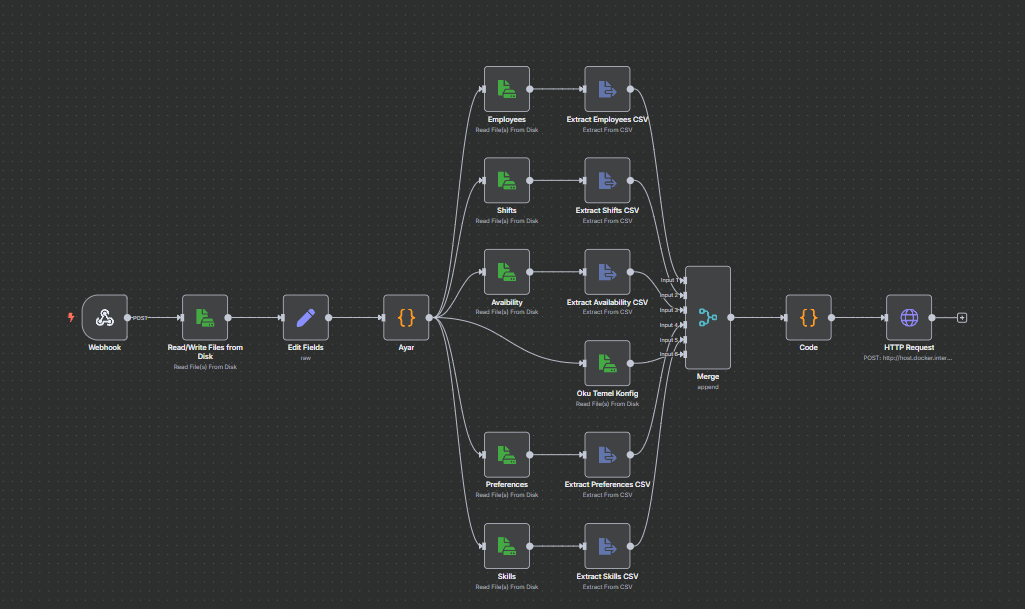 Employees
Read File(s) From Disk
Extract Employees CSV
Extract From CSV
Shifts
Read File(s) From Disk
Extract Shifts CSV
Extract From CSV
Avaibility
Read File(s) From Disk
Extract Availability CSV
Extract From CSV
POST
Webhook
Read/Write Files from
Disk
Read File(s) From Disk
Edit Fields
raw
Ayar
Oku Temel Konfig
Read File(s) From Disk
Input 1
Input 2
Input 3
Input 4
Input 5
Input 6
Merge
append
Code
HTTP Request
POST: http://host.docker.inter...
Preferences
Read File(s) From Disk
Extract Preferences CSV
Extract From CSV
Skills
Read File(s) From Disk
Extract Skills CSV
Extract From CSV